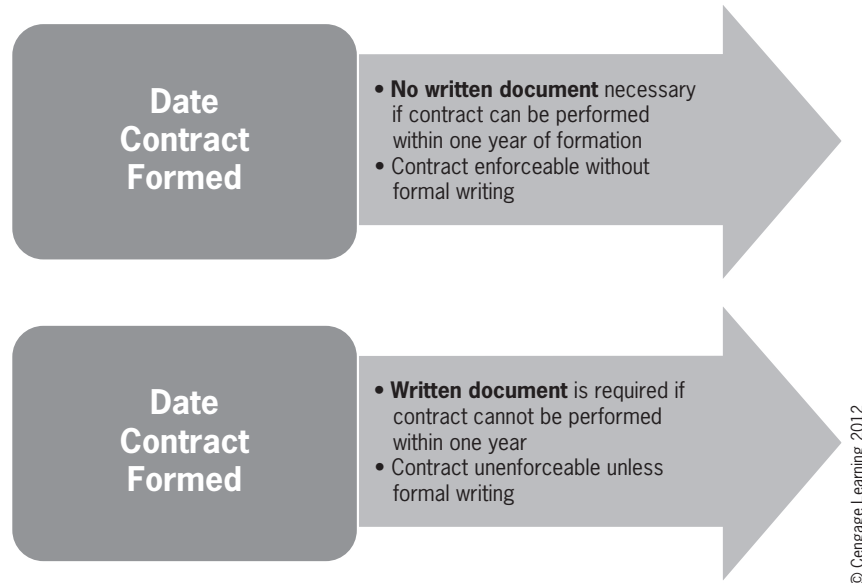 Date
Contract
Formed
• No written document necessary
if contract can be performed
within one year of formation
• Contract enforceable without
formal writing
Date
Contract
Formed
• Written document is required if
contract cannot be performed
within one year
• Contract unenforceable unless
formal writing
© Cengage Learning 2012